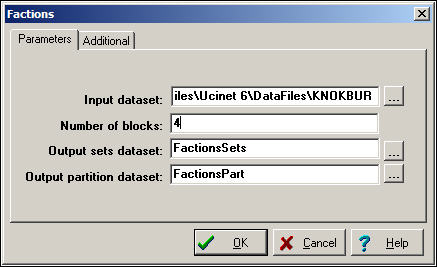 Factions
Parameters Additional
Input dataset: iles\Ucinet 6\DataFiles\KNOKBUR ...
Number of blocks: 4
Output sets dataset: FactionsSets ...
Output partition dataset: FactionsPart ...
OK Cancel ? Help